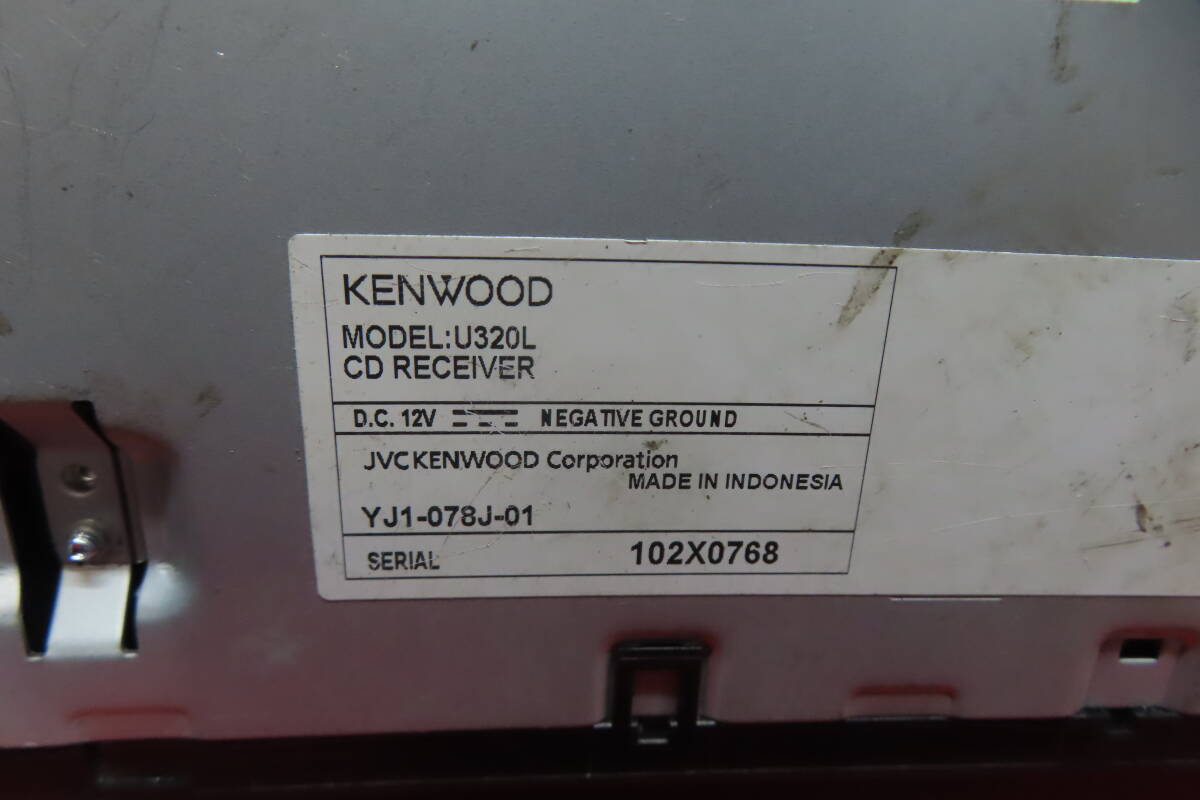 KENWOOD
MODEL:U320L
CD RECEIVER
D.C. 12V NEGATIVE GROUND
JVCKENWOOD Corporation
MADE IN INDONESIA
YJ1-078J-01
SERIAL 102X0768